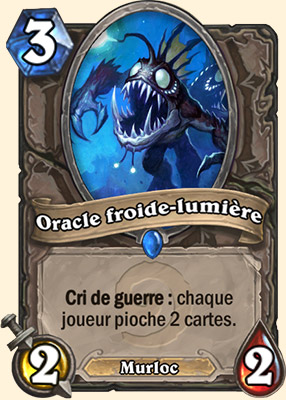 3
Oracle froide-lumière
Cri de guerre : chaque
joueur pioche 2 cartes.
2
Murloc
2